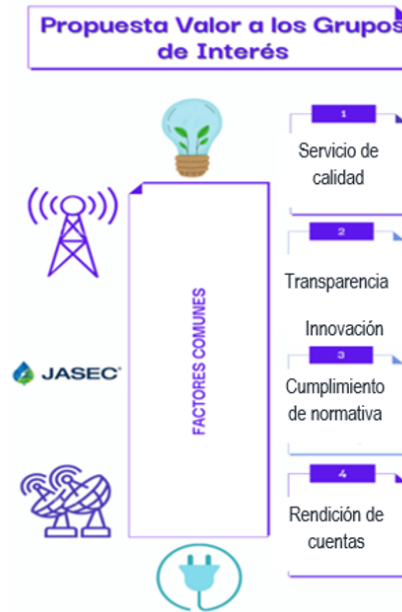 Propuesta Valor a los Grupos
de Interés
1
Servicio de
calidad
2
Transparencia
Innovación
3
Cumplimiento
de normativa
4
Rendición de
cuentas
FACTORES COMUNES
JASEC